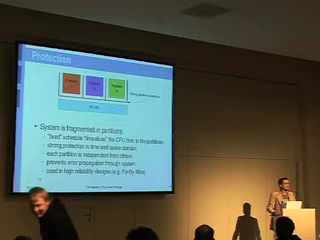 Protection
• System is fragmented in partitions
– "fixed" schedule "timeslices" the CPU time to the partitions
– strong protection in time and space domain
– each partition is independent from others
– prevents error propagation through system
– used in high reliability designs (e.g. Fly-By-Wire)